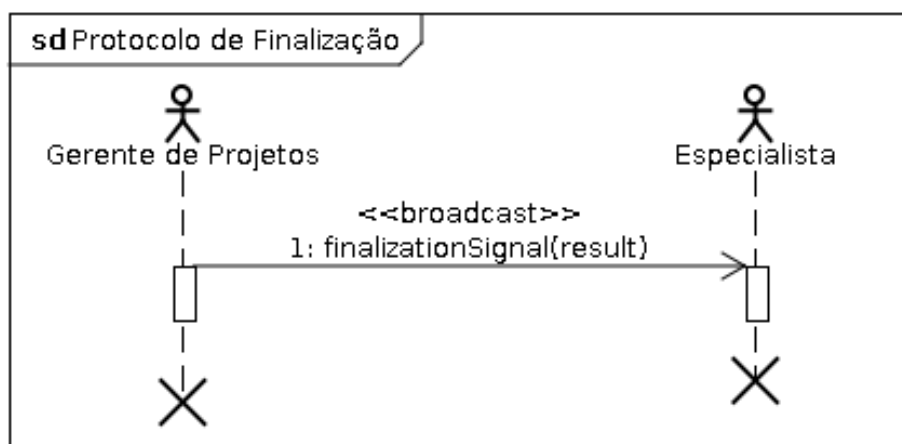 sd Protocolo de Finalização
Gerente de Projetos
Especialista
<<broadcast>>
1: finalizationSignal(result)